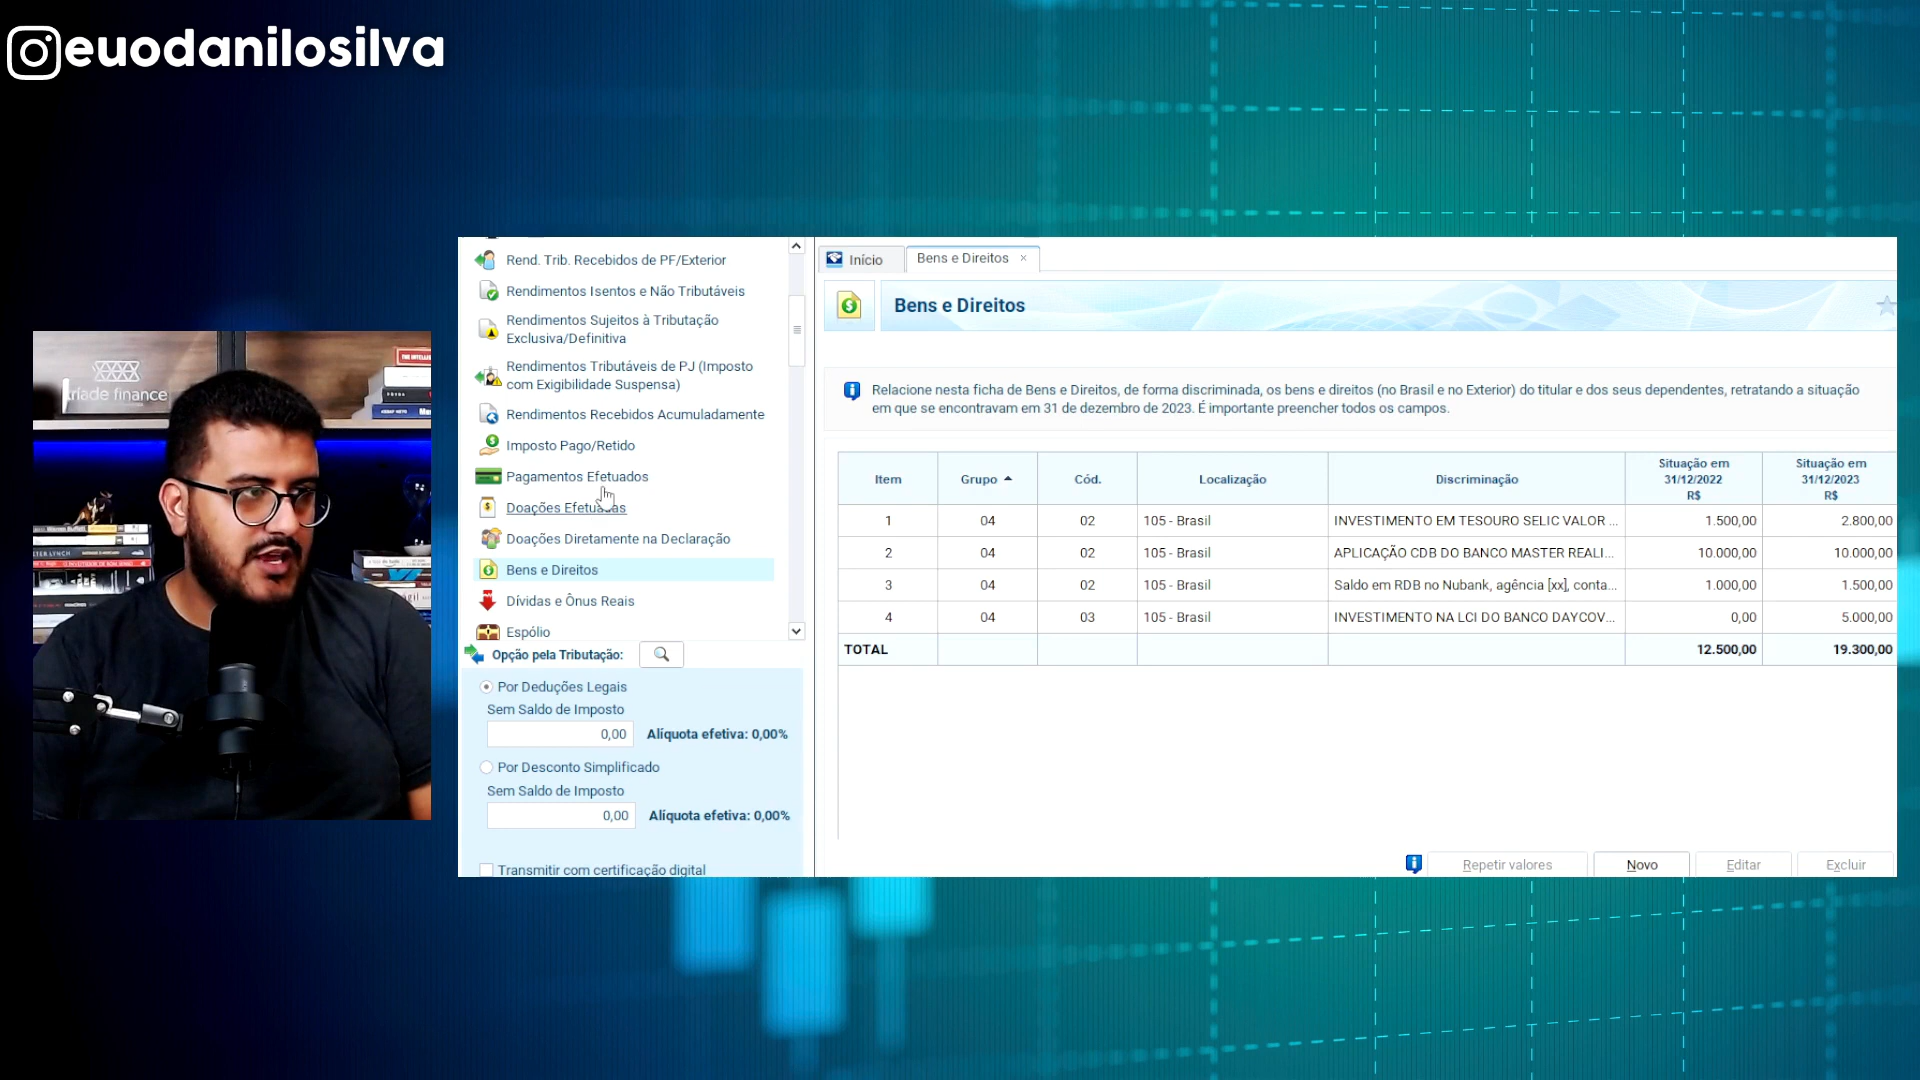 euodanilosilva
tríade finance
Rend. Trib. Recebidos de PF/Exterior
Rendimentos Isentos e Não Tributáveis
Rendimentos Sujeitos à Tributação
Exclusiva/Definitiva
Rendimentos Tributáveis de PJ (Imposto
com Exigibilidade Suspensa)
Rendimentos Recebidos Acumuladamente
Imposto Pago/Retido
Pagamentos Efetuados
Doações Efetuadas
Doações Diretamente na Declaração
Bens e Direitos
Dívidas e Ônus Reais
Espólio
Opção pela Tributação:
Por Deduções Legais
Sem Saldo de Imposto
0,00 Alíquota efetiva: 0,00%
Por Desconto Simplificado
Sem Saldo de Imposto
0,00 Alíquota efetiva: 0,00%
Transmitir com certificação digital
Início Bens e Direitos ×
Bens e Direitos
Relacione nesta ficha de Bens e Direitos, de forma discriminada, os bens e direitos (no Brasil e no Exterior) do titular e dos seus dependentes, retratando a situação
em que se encontravam em 31 de dezembro de 2023. É importante preencher todos os campos.
Item Grupo Cód. Localização Discriminação Situação em 31/12/2022 R$ Situação em 31/12/2023 R$
1 04 02 105 - Brasil INVESTIMENTO EM TESOURO SELIC VALOR ... 1.500,00 2.800,00
2 04 02 105 - Brasil APLICAÇÃO CDB DO BANCO MASTER REALI... 10.000,00 10.000,00
3 04 02 105 - Brasil Saldo em RDB no Nubank, agência [xx], conta... 1.000,00 1.500,00
4 04 03 105 - Brasil INVESTIMENTO NA LCI DO BANCO DAYCOV... 0,00 5.000,00
TOTAL 12.500,00 19.300,00
Repetir valores Novo Editar Excluir